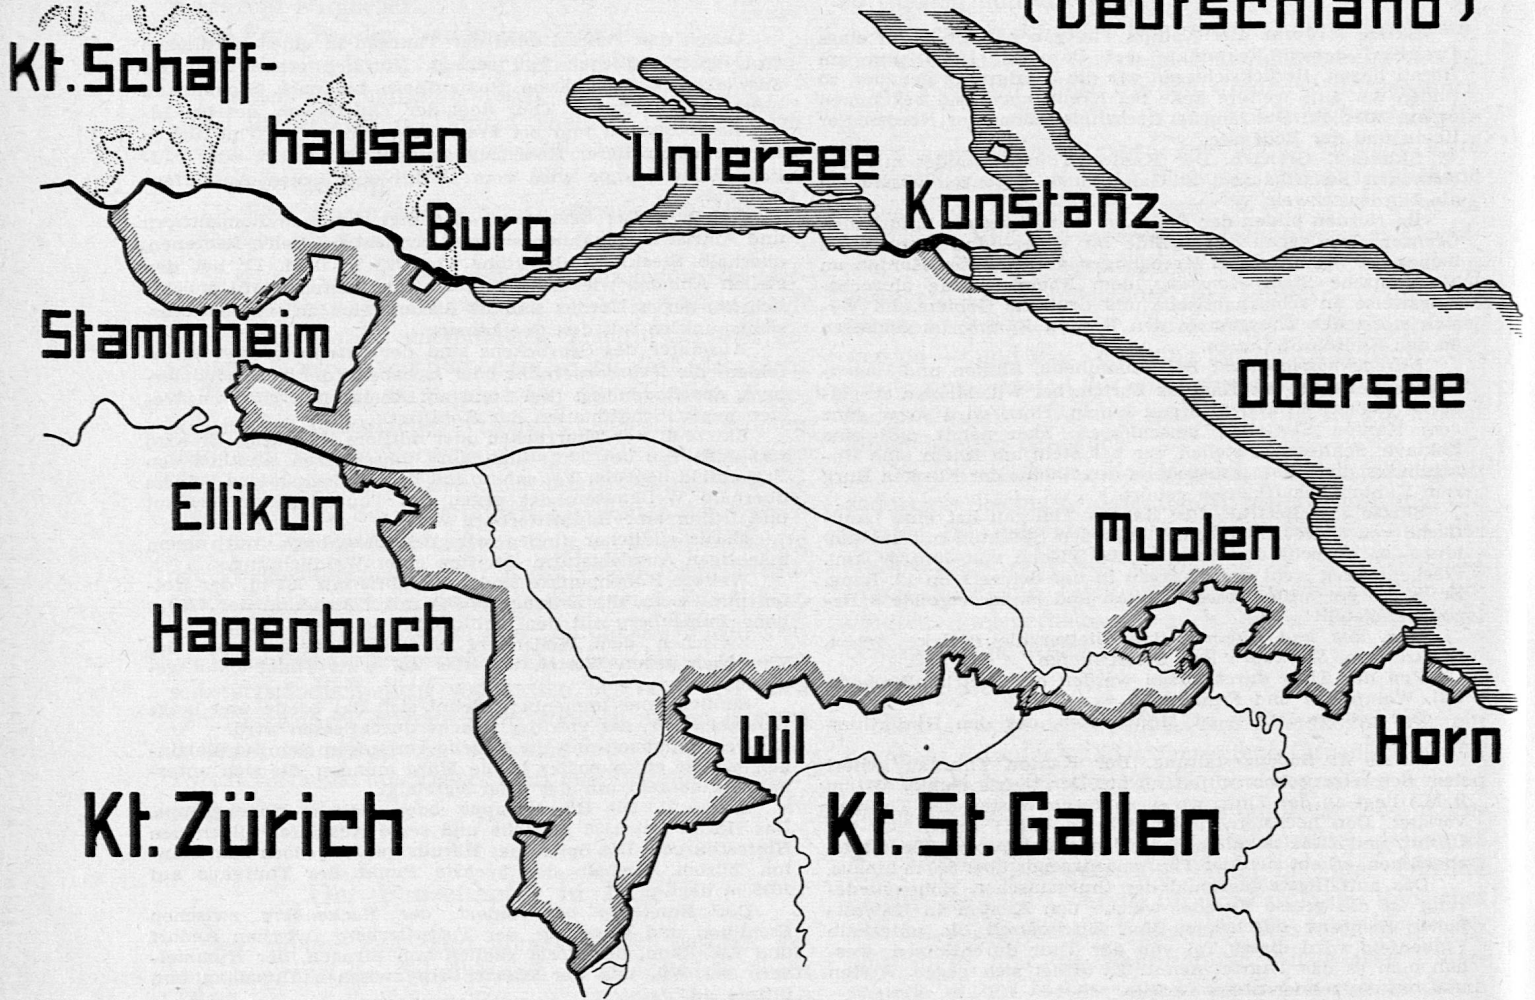 (Deutschland)
Kt. Schaff-
hausen
Untersee
Konstanz
Burg
Stammheim
Obersee
Ellikon
Muolen
Hagenbuch
Wil
Horn
Kt. Zürich
Kt. St. Gallen